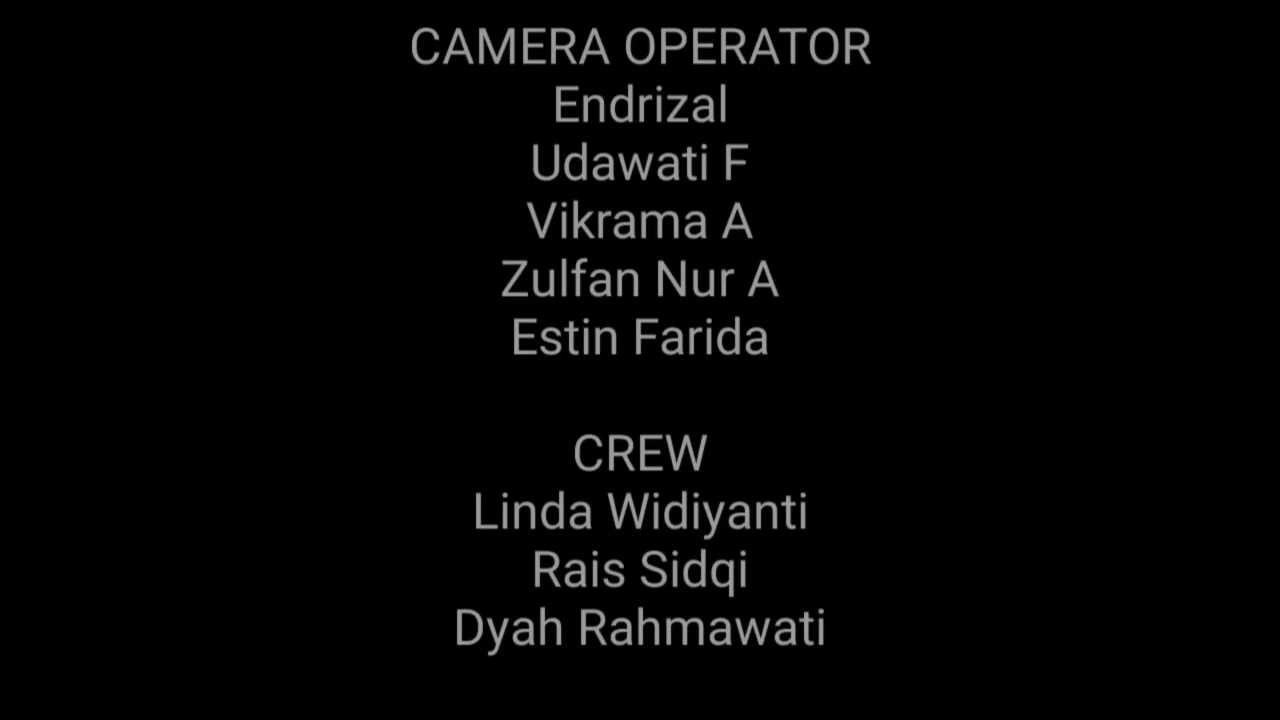 CAMERA OPERATOR
Endrizal
Udawati F
Vikrama A
Zulfan Nur A
Estin Farida
CREW
Linda Widiyanti
Rais Sidqi
Dyah Rahmawati